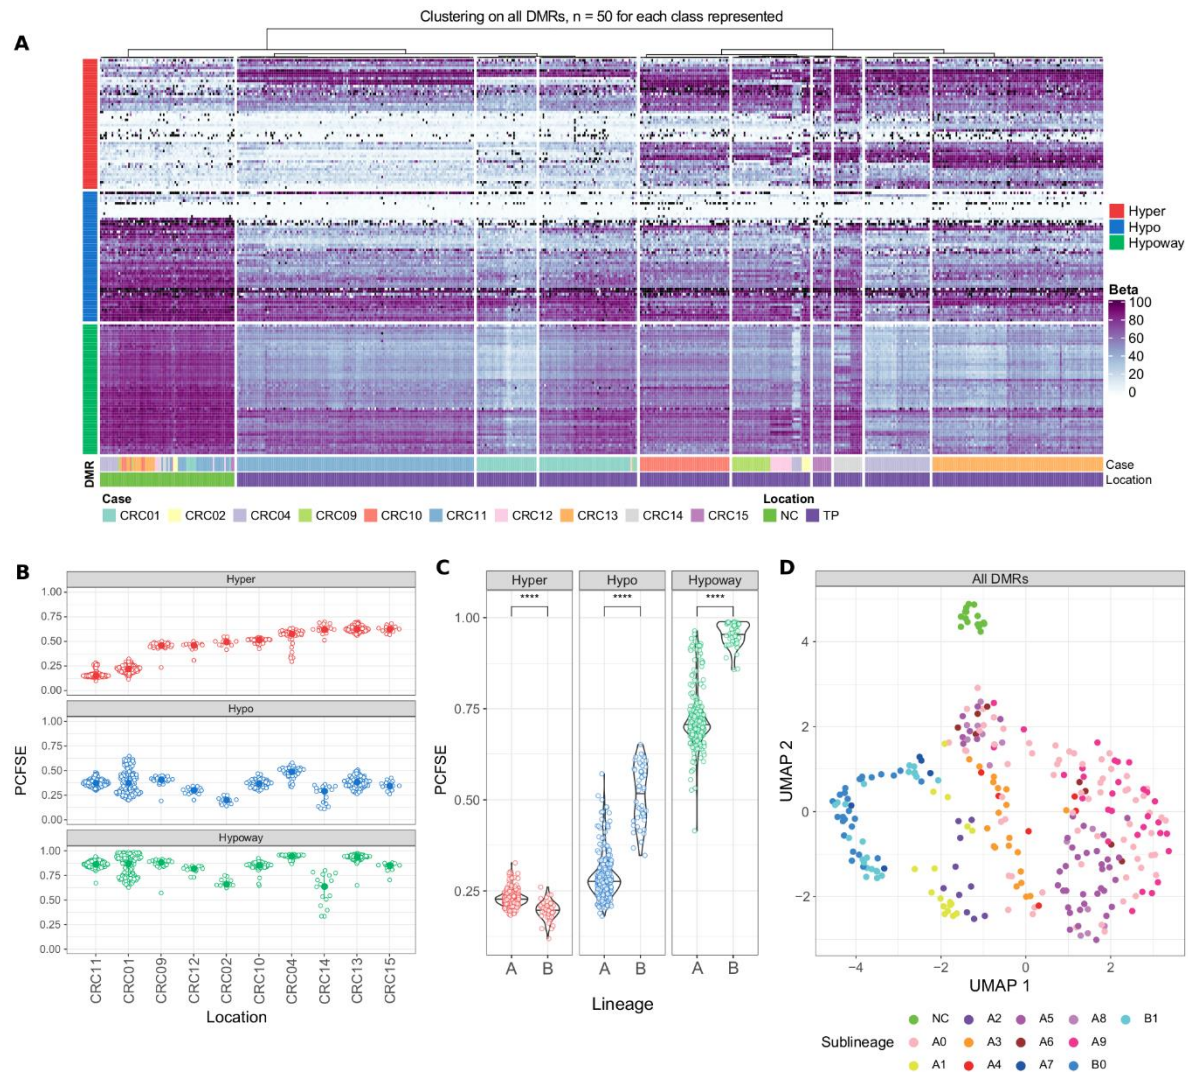 Clustering on all DMRs, n = 50 for each class represented
A
Hyper
Hypo
Hypoway
Beta
100
80
60
40
20
0
DMR
Case
Location
Case
CRC01 CRC02 CRC04 CRC09 CRC10 CRC11 CRC12 CRC13 CRC14 CRC15
Location
NC TP
B
Hyper
1.00
0.75
0.50
0.25
0.00
Hypo
1.00
0.75
0.50
0.25
0.00
Hypoway
1.00
0.75
0.50
0.25
0.00
PCFSE
CRC11 CRC01 CRC09 CRC12 CRC02 CRC10 CRC04 CRC14 CRC13 CRC15
Location
C
Hyper Hypo Hypoway
**** **** ****
1.00
0.75
0.50
0.25
PCFSE
A B A B A B
Lineage
D
All DMRs
4
2
0
−2
UMAP 2
−4 −2 0 2
UMAP 1
Sublineage
NC A2 A5 A8 B1
A0 A3 A6 A9
A1 A4 A7 B0